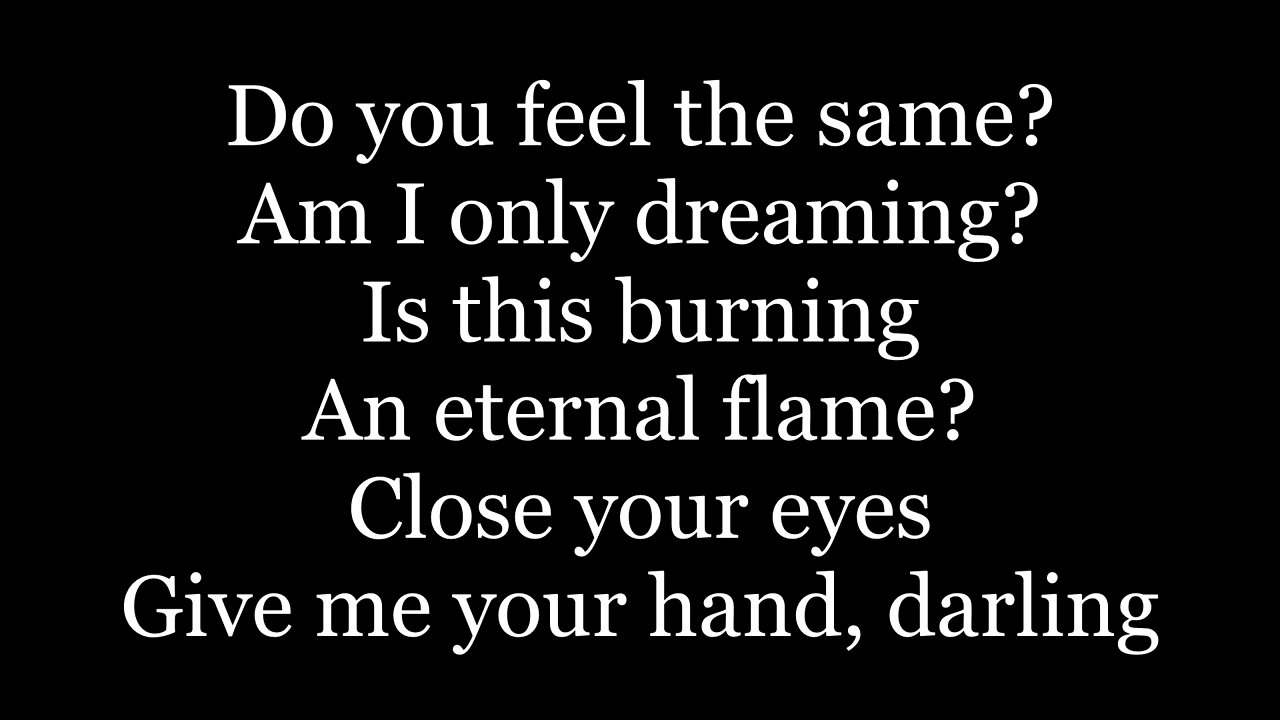 Do you feel the same?
Am I only dreaming?
Is this burning
An eternal flame?
Close your eyes
Give me your hand, darling